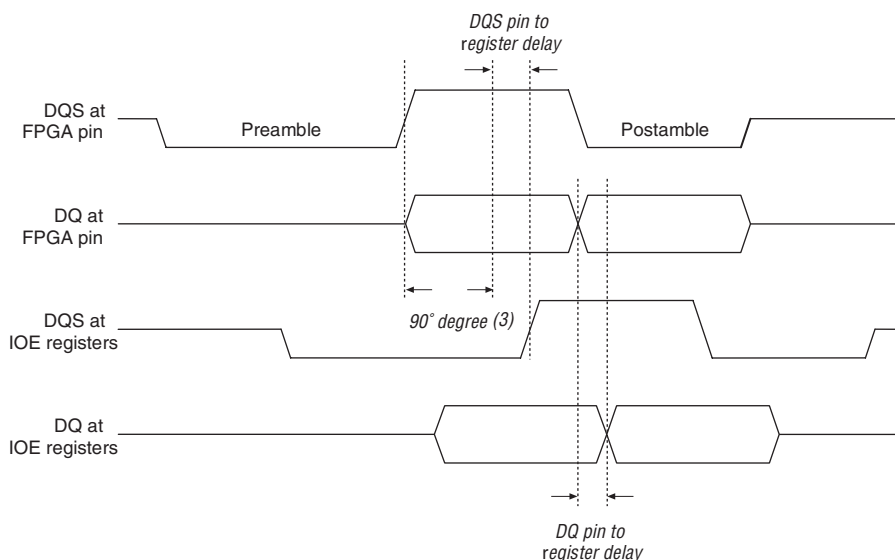 DQS pin to
register delay
DQS at
FPGA pin
Preamble
Postamble
DQ at
FPGA pin
90° degree (3)
DQS at
IOE registers
DQ at
IOE registers
DQ pin to
register delay